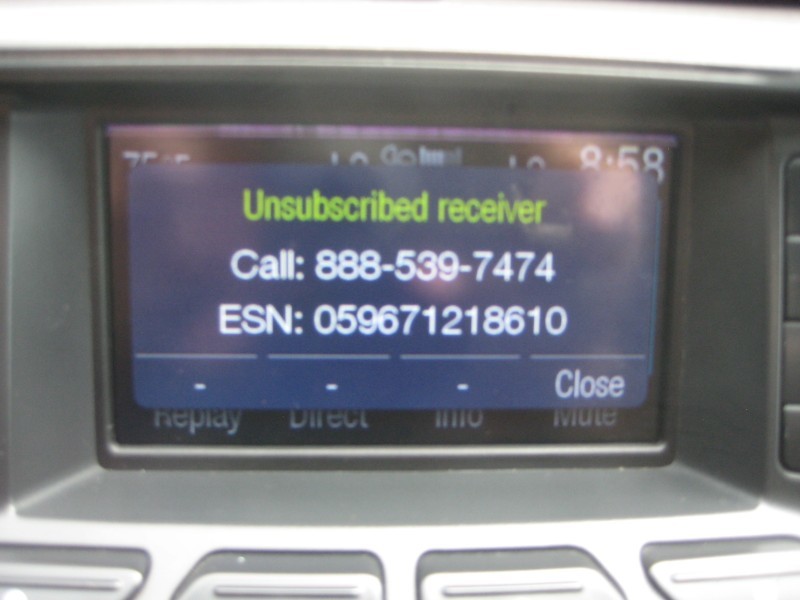 8:58
Unsubscribed receiver
Call: 888-539-7474
ESN: 059671218610
- - - Close
Replay Direct Info Mute